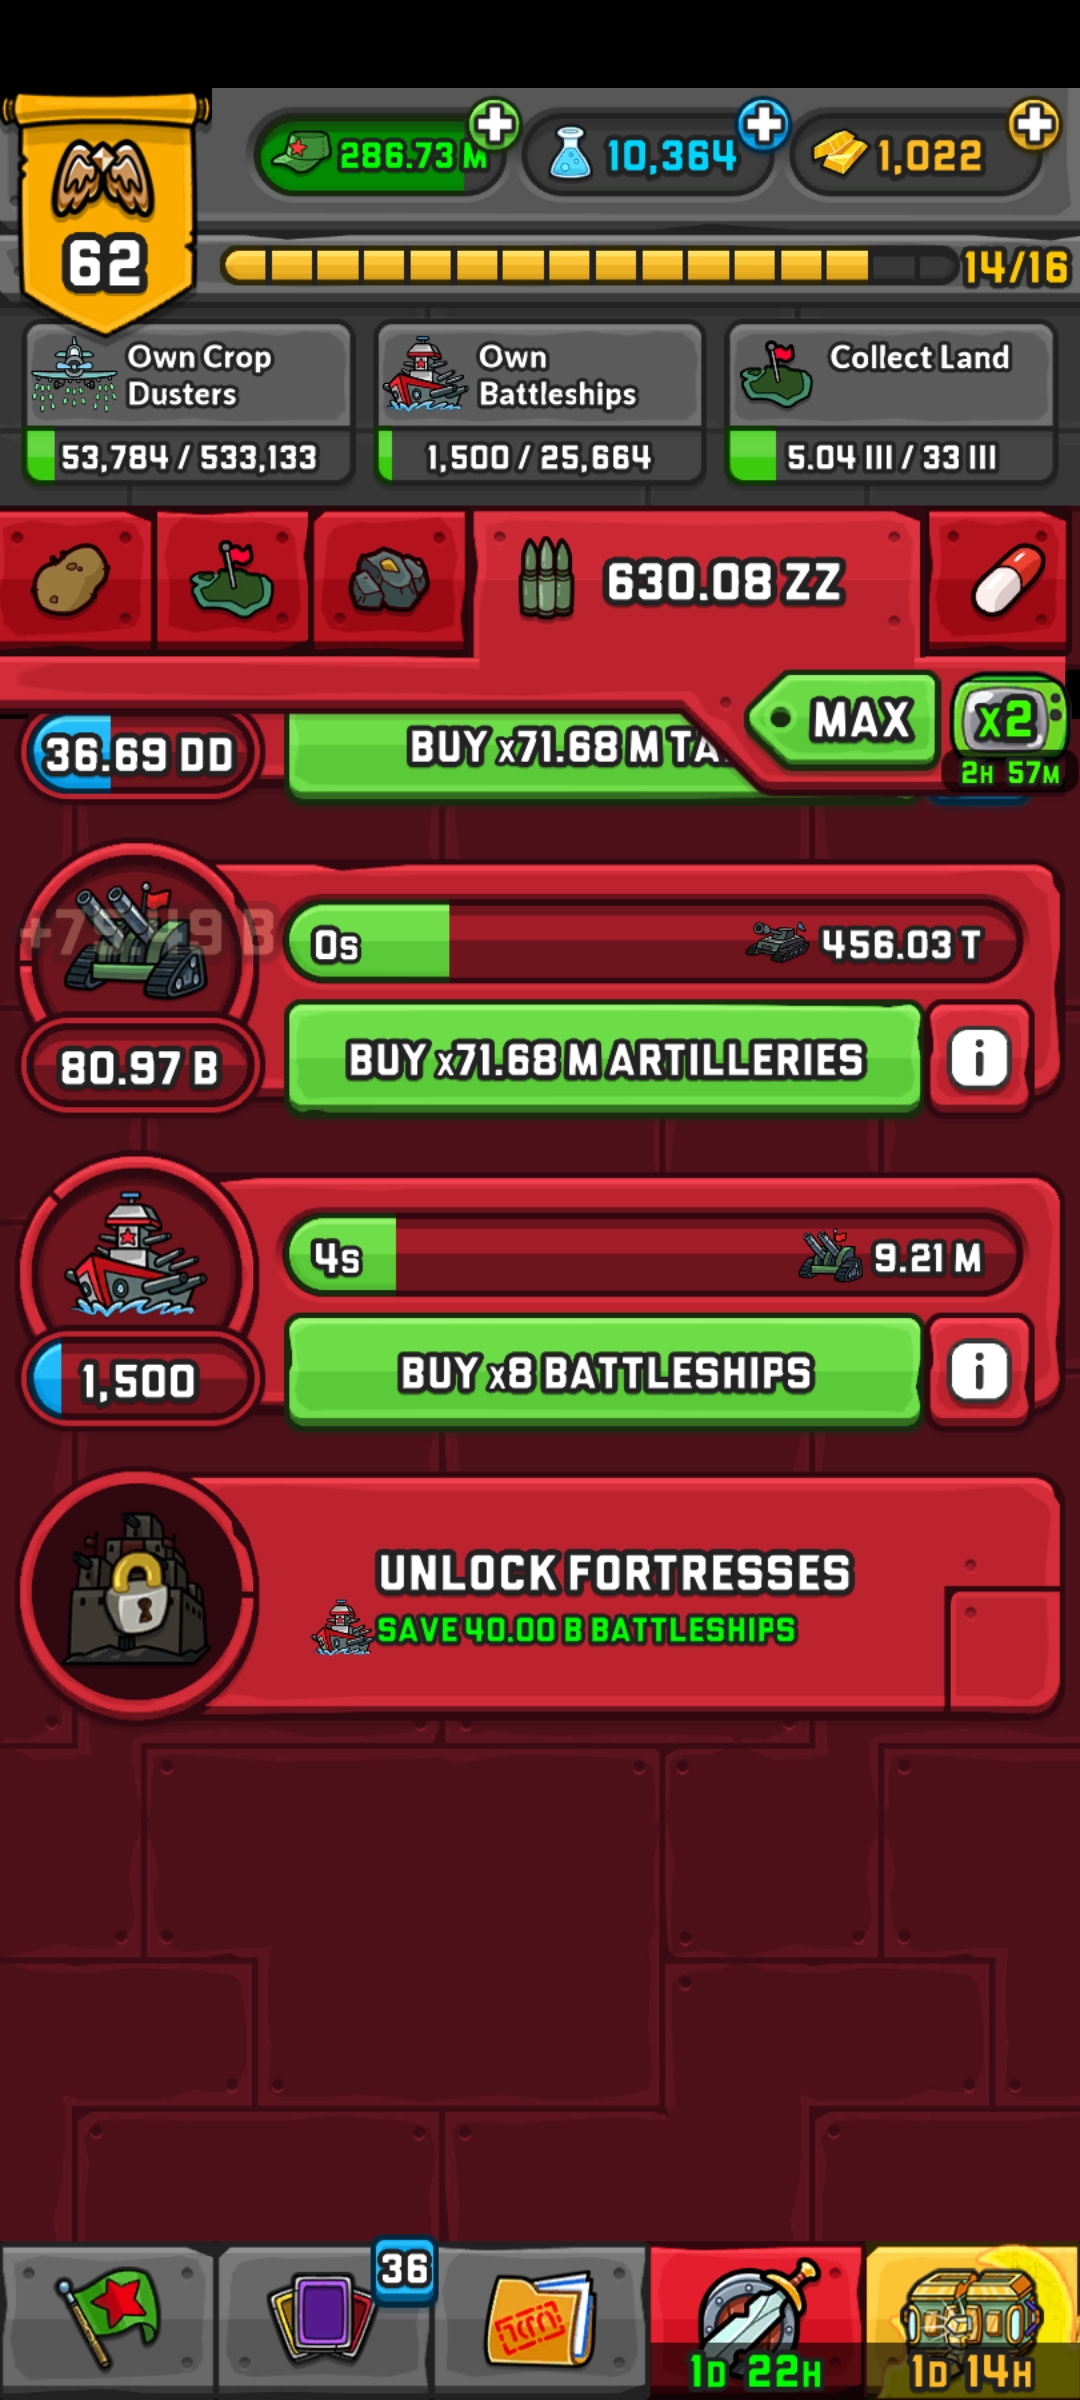 286.73 M
10,364
1,022
62
14/16
Own Crop
Dusters
53,784 / 533,133
Own
Battleships
1,500 / 25,664
Collect Land
5.04 III / 33 III
630.08 ZZ
MAX
x2
2H 57M
36.69 DD
BUY x71.68 M TA
0s
456.03 T
80.97 B
BUY x71.68 M ARTILLERIES
i
4s
9.21 M
1,500
BUY x8 BATTLESHIPS
i
UNLOCK FORTRESSES
SAVE 40.00 B BATTLESHIPS
36
1D 22H
1D 14H